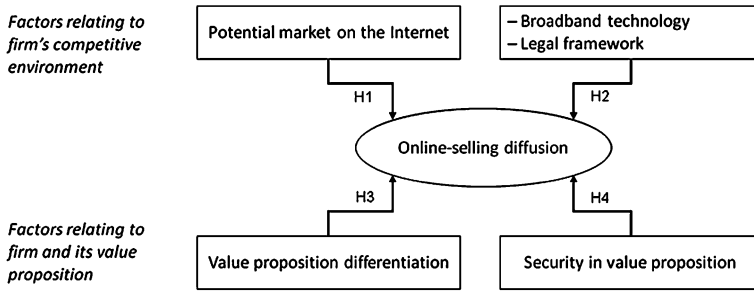 Factors relating to
firm's competitive
environment
Potential market on the Internet
– Broadband technology
– Legal framework
H1
H2
Online-selling diffusion
H3
H4
Factors relating to
firm and its value
proposition
Value proposition differentiation
Security in value proposition